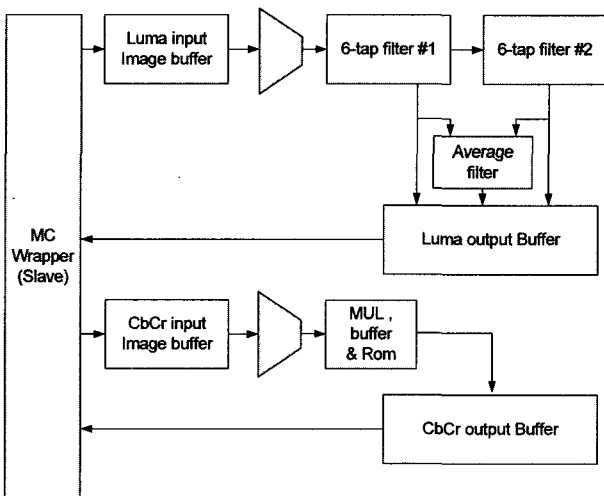 Luma input
Image buffer
6-tap filter #1
6-tap filter #2
Average
filter
Luma output Buffer
MC
Wrapper
(Slave)
CbCr input
Image buffer
MUL ,
buffer
& Rom
CbCr output Buffer